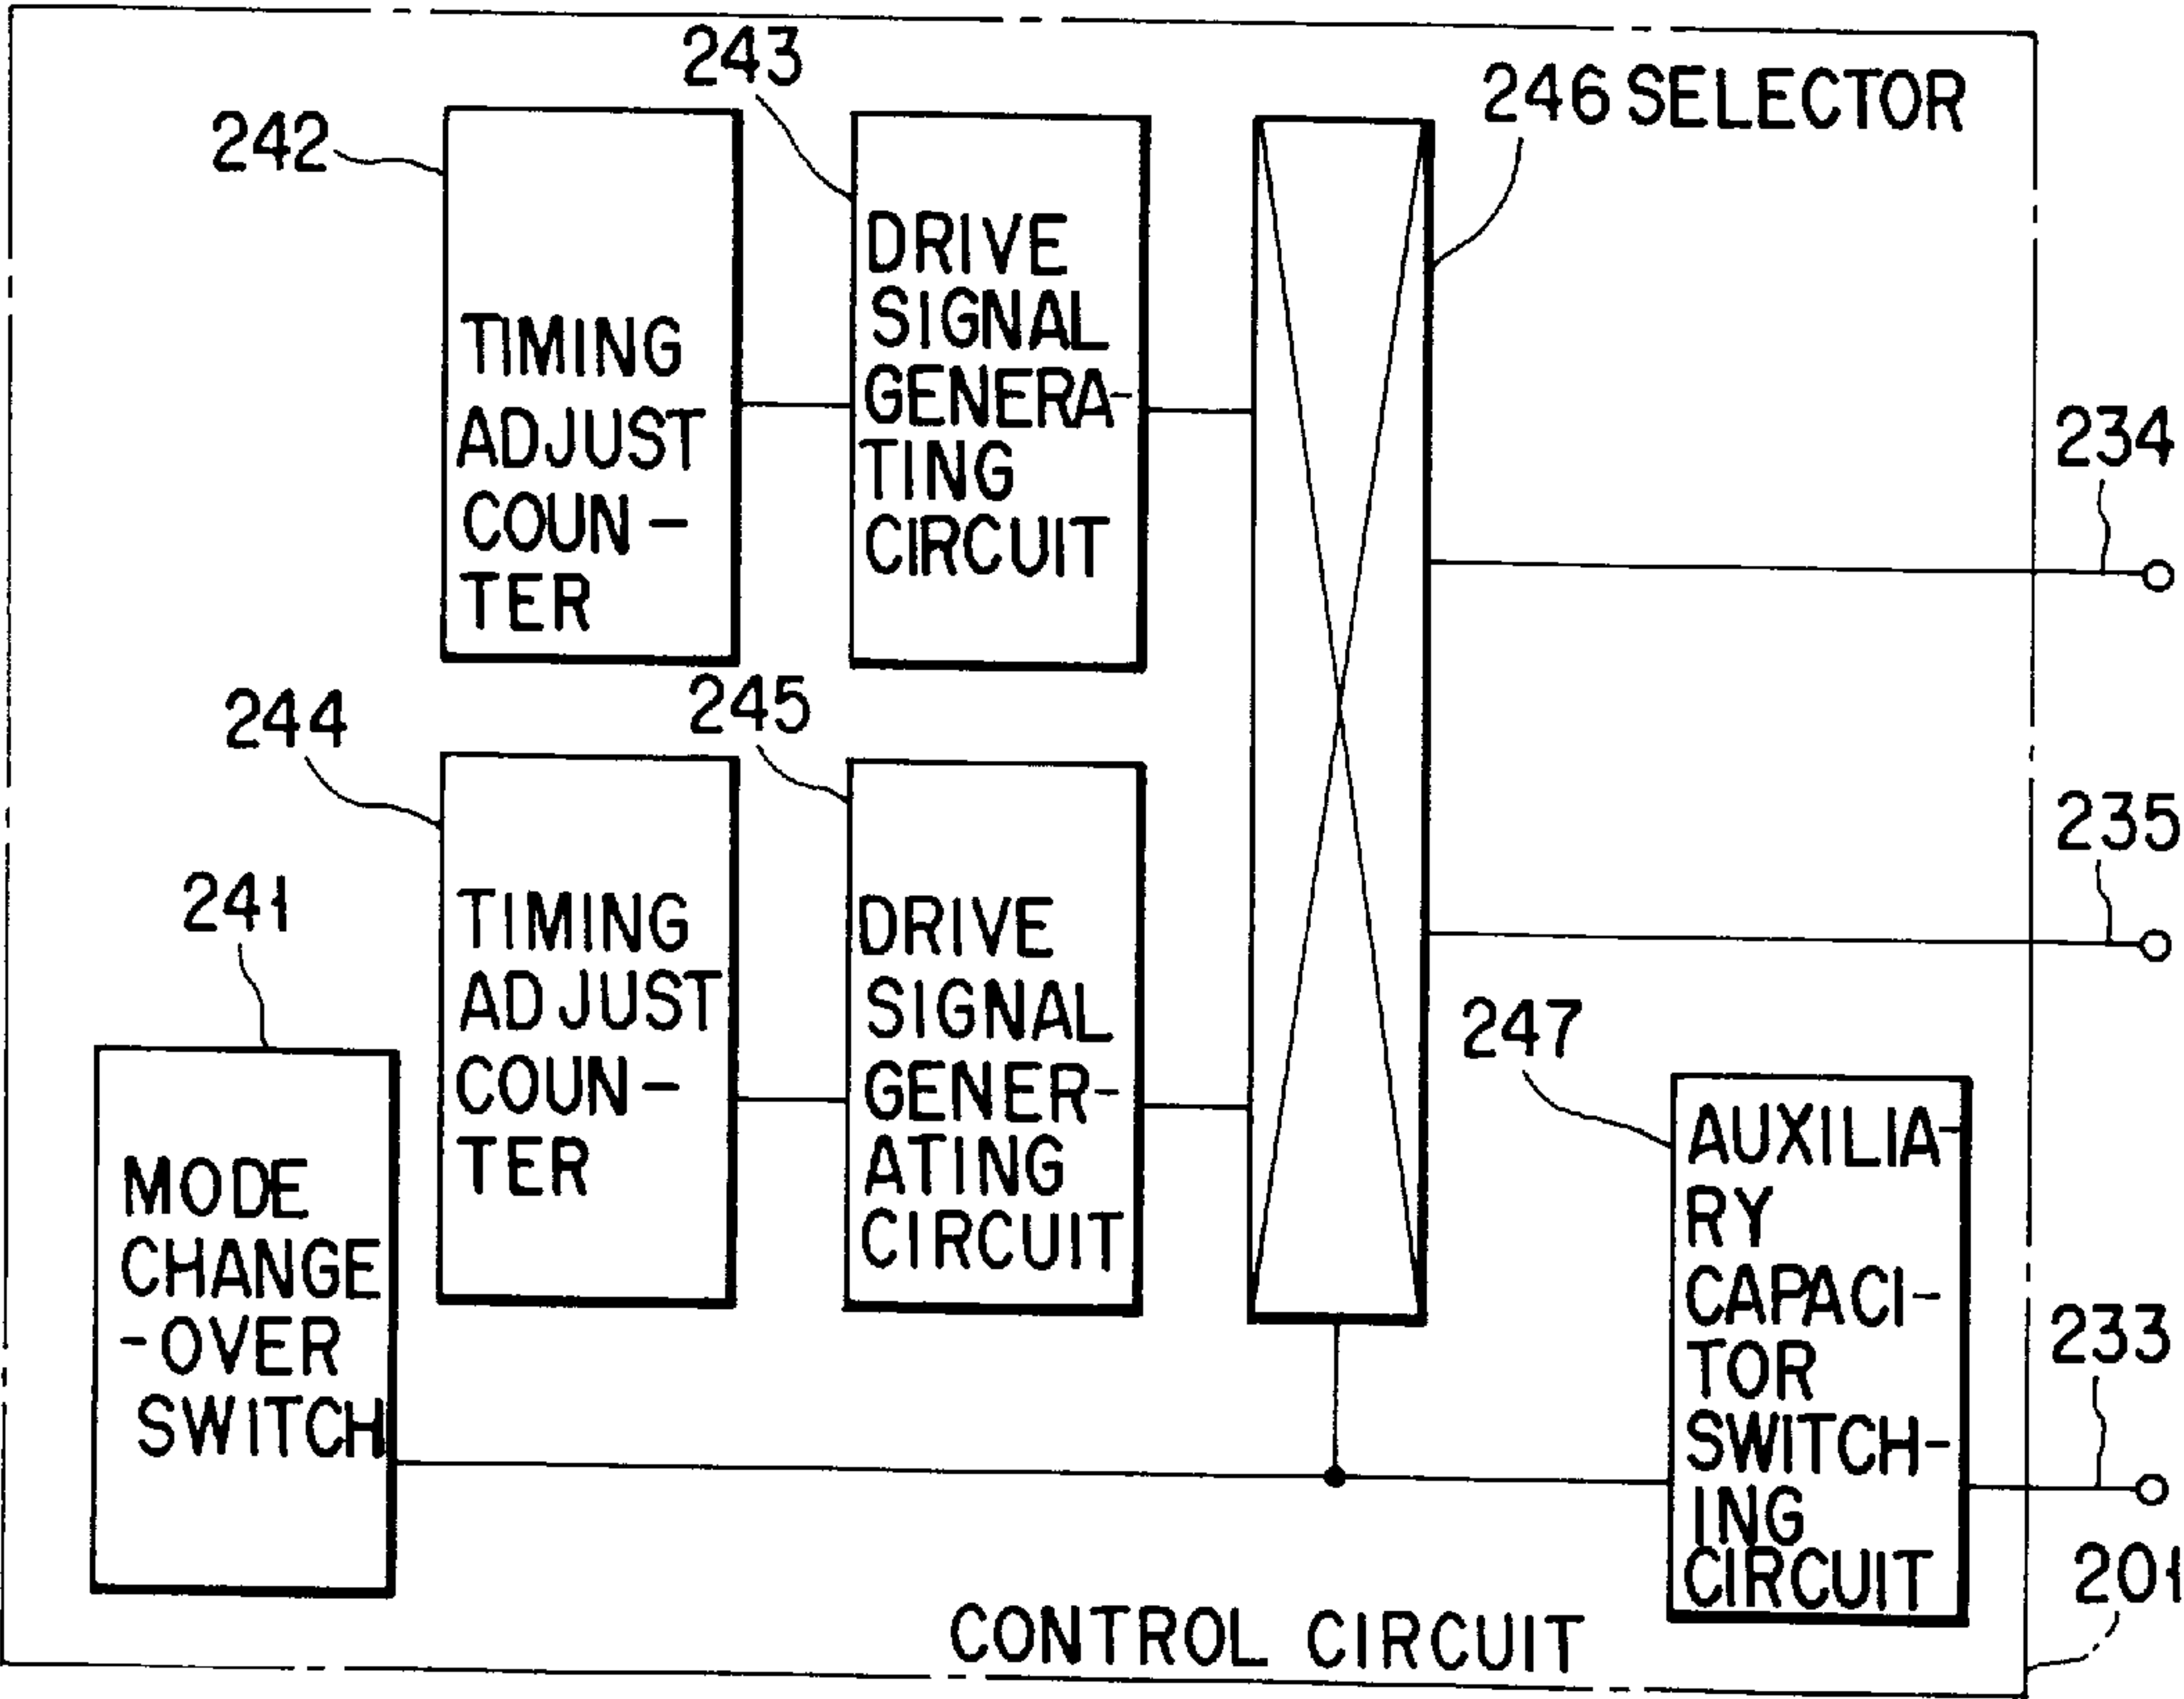 243
246 SELECTOR
242
DRIVE
SIGNAL
GENERA-
TING
CIRCUIT
TIMING
ADJUST
COUN-
TER
234
244
245
235
241
TIMING
ADJUST
COUN-
TER
DRIVE
SIGNAL
GENER-
ATING
CIRCUIT
247
MODE
CHANGE
-OVER
SWITCH
AUXILIA-
RY
CAPACI-
TOR
SWITCH-
ING
CIRCUIT
233
201
CONTROL CIRCUIT